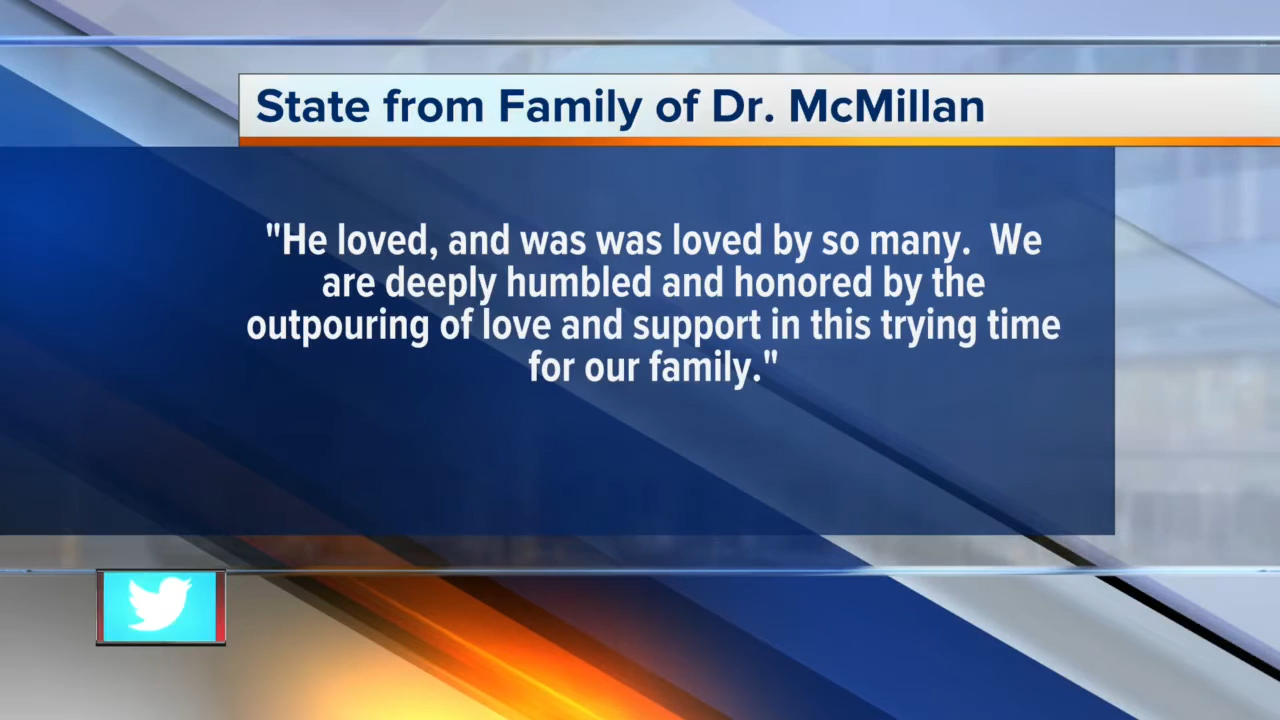 State from Family of Dr. McMillan
"He loved, and was was loved by so many.  We
are deeply humbled and honored by the
outpouring of love and support in this trying time
for our family."